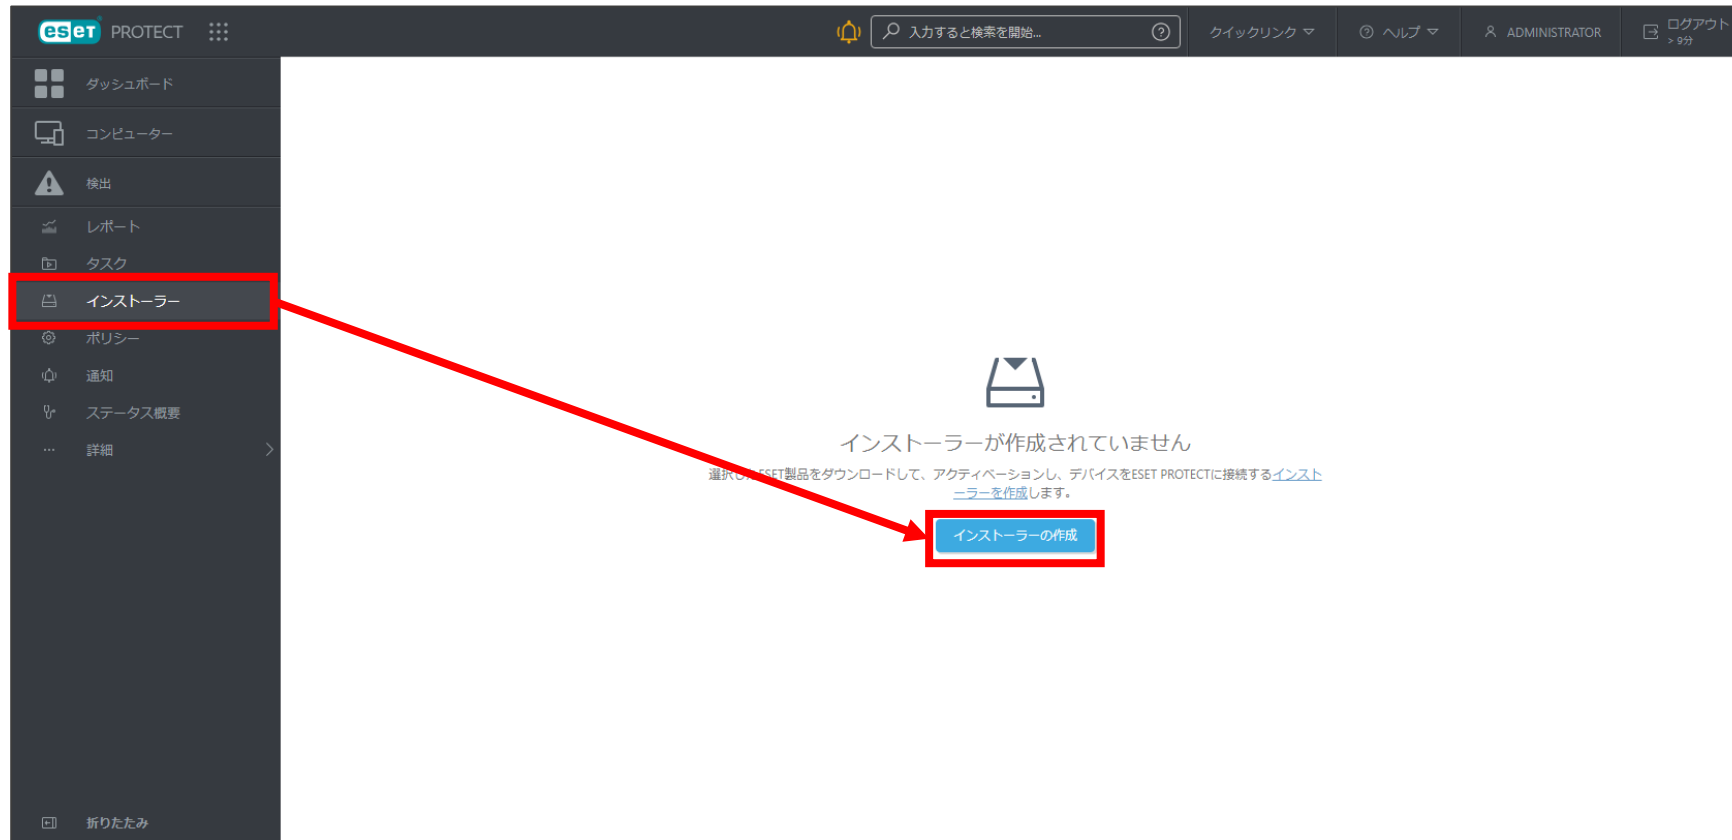 eset PROTECT
入力すると検索を開始...
クイックリンク
ヘルプ
ADMINISTRATOR
ログアウト
> 9分
ダッシュボード
コンピューター
検出
レポート
タスク
インストーラー
ポリシー
通知
ステータス概要
詳細
インストーラーが作成されていません
選択したESET製品をダウンロードして、アクティベーションし、デバイスをESET PROTECTに接続するインスト
ーラーを作成します。
インストーラーの作成
折りたたみ